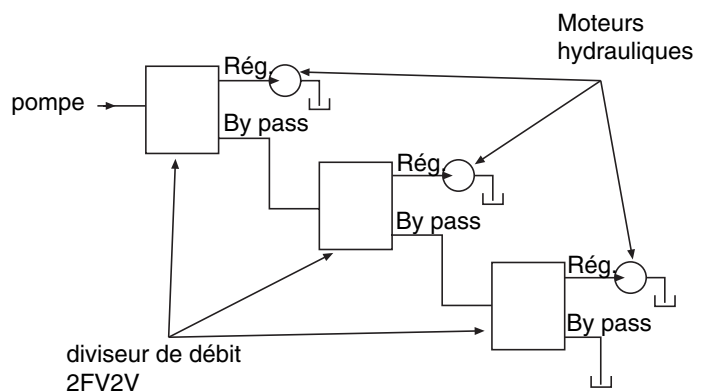 Moteurs
hydrauliques
Rég.
pompe
By pass
Rég.
By pass
Rég.
By pass
diviseur de débit
2FV2V